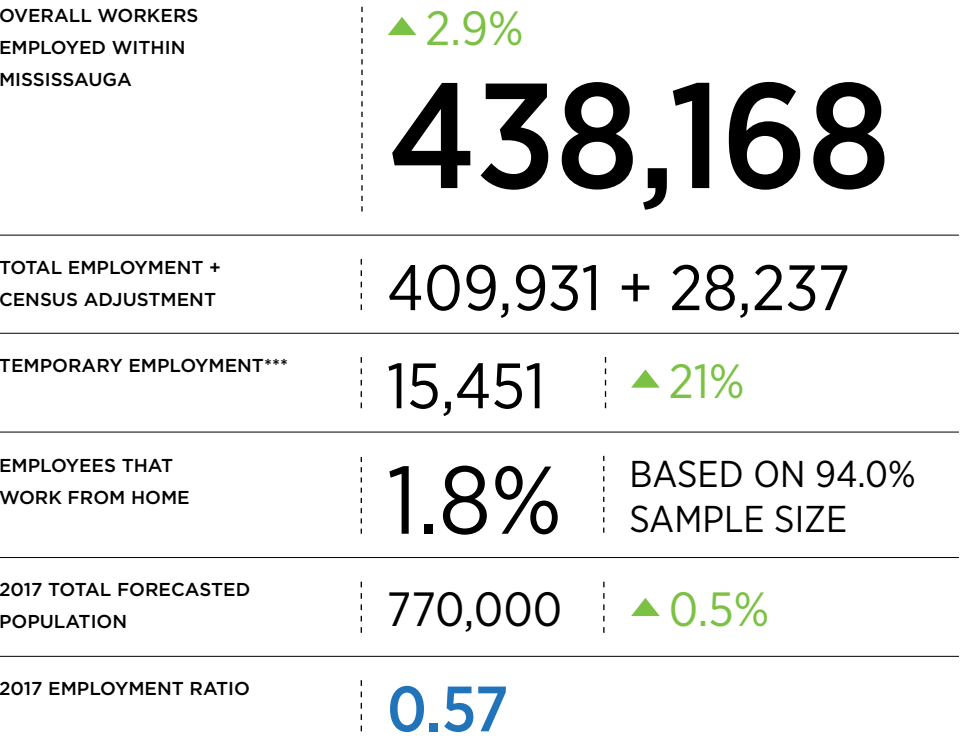 OVERALL WORKERS
EMPLOYED WITHIN
MISSISSAUGA
▲ 2.9%
438,168
TOTAL EMPLOYMENT +
CENSUS ADJUSTMENT
409,931 + 28,237
TEMPORARY EMPLOYMENT***
15,451
▲ 21%
EMPLOYEES THAT
WORK FROM HOME
1.8%
BASED ON 94.0%
SAMPLE SIZE
2017 TOTAL FORECASTED
POPULATION
770,000
▲ 0.5%
2017 EMPLOYMENT RATIO
0.57